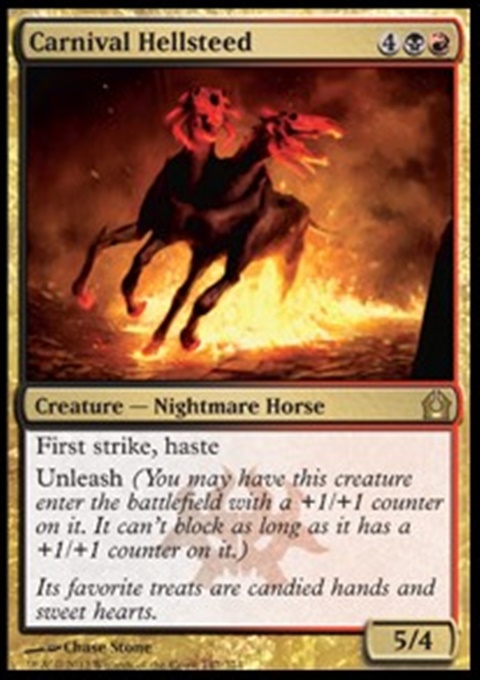 Carnival Hellsteed 4
Creature — Nightmare Horse
First strike, haste
Unleash (You may have this creature
enter the battlefield with a +1/+1 counter
on it. It can't block as long as it has a
+1/+1 counter on it.)
Its favorite treats are candied hands and
sweet hearts.
Chase Stone
5/4